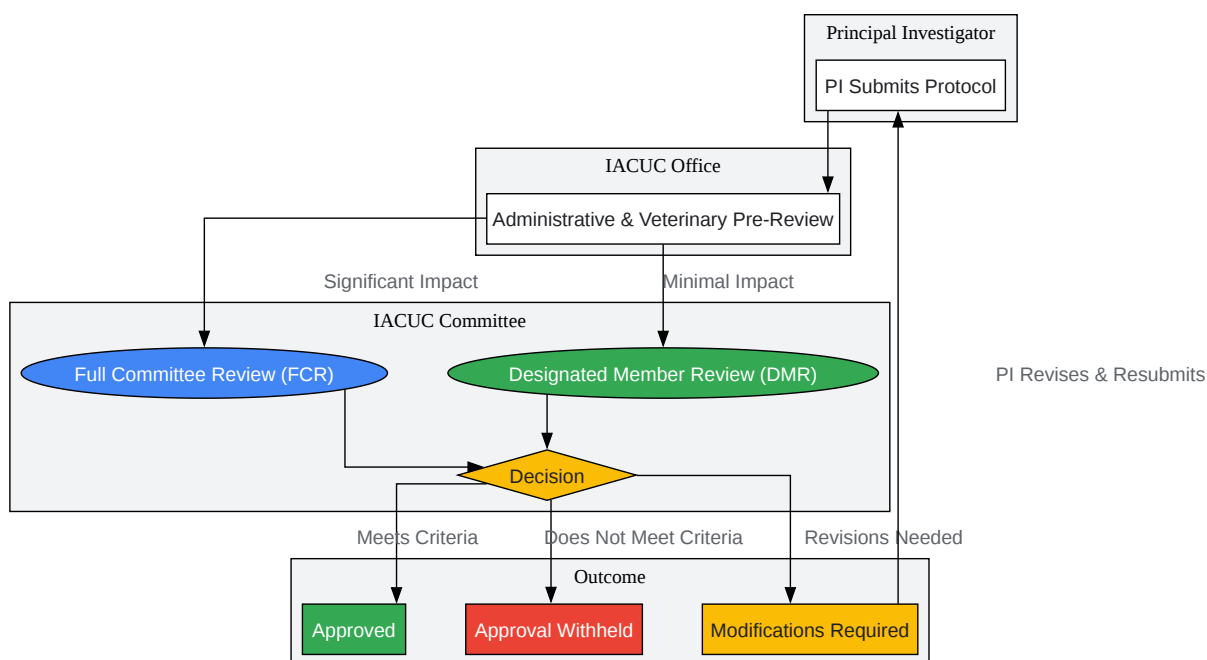 Principal Investigator
PI Submits Protocol
IACUC Office
Administrative & Veterinary Pre-Review
Significant Impact
Minimal Impact
IACUC Committee
Full Committee Review (FCR)
Designated Member Review (DMR)
PI Revises & Resubmits
Decision
Meets Criteria
Does Not Meet Criteria
Revisions Needed
Outcome
Approved
Approval Withheld
Modifications Required